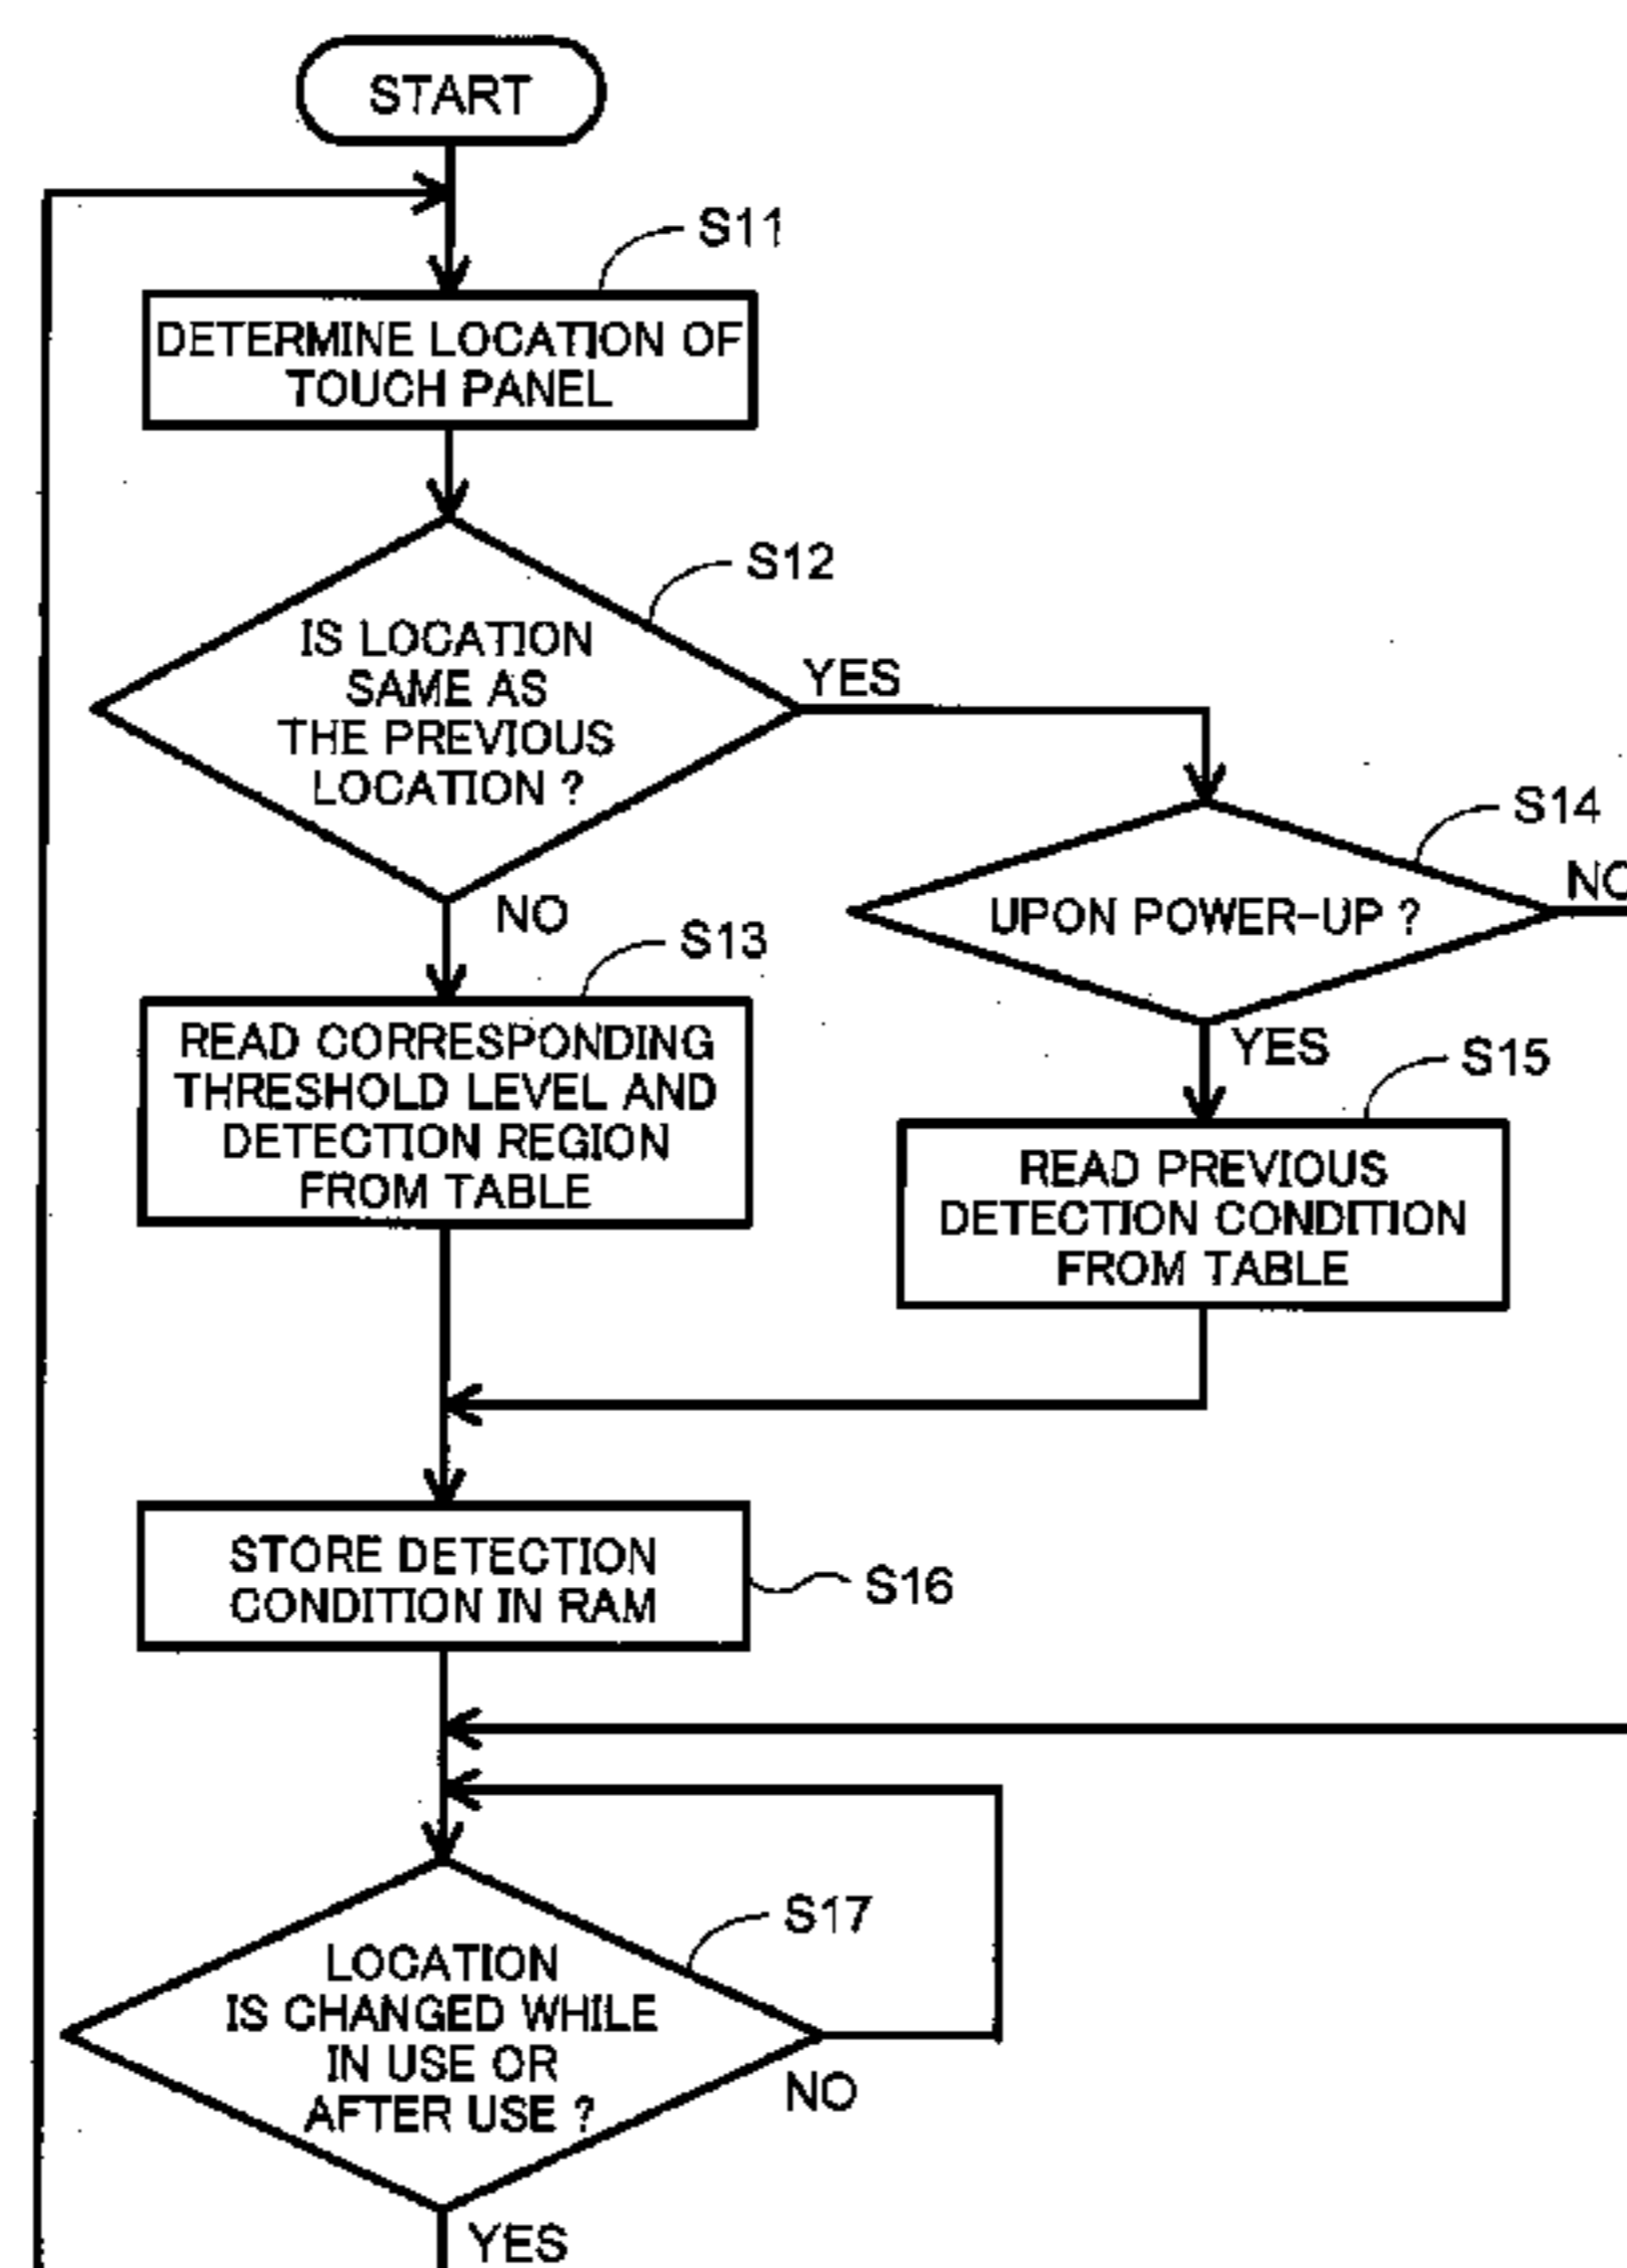 START
S11
DETERMINE LOCATION OF
TOUCH PANEL
S12
IS LOCATION
SAME AS
THE PREVIOUS
LOCATION ?
YES
NO
S14
UPON POWER-UP ?
NO
YES
S13
READ CORRESPONDING
THRESHOLD LEVEL AND
DETECTION REGION
FROM TABLE
S15
READ PREVIOUS
DETECTION CONDITION
FROM TABLE
STORE DETECTION
CONDITION IN RAM
S16
S17
LOCATION
IS CHANGED WHILE
IN USE OR
AFTER USE ?
NO
YES